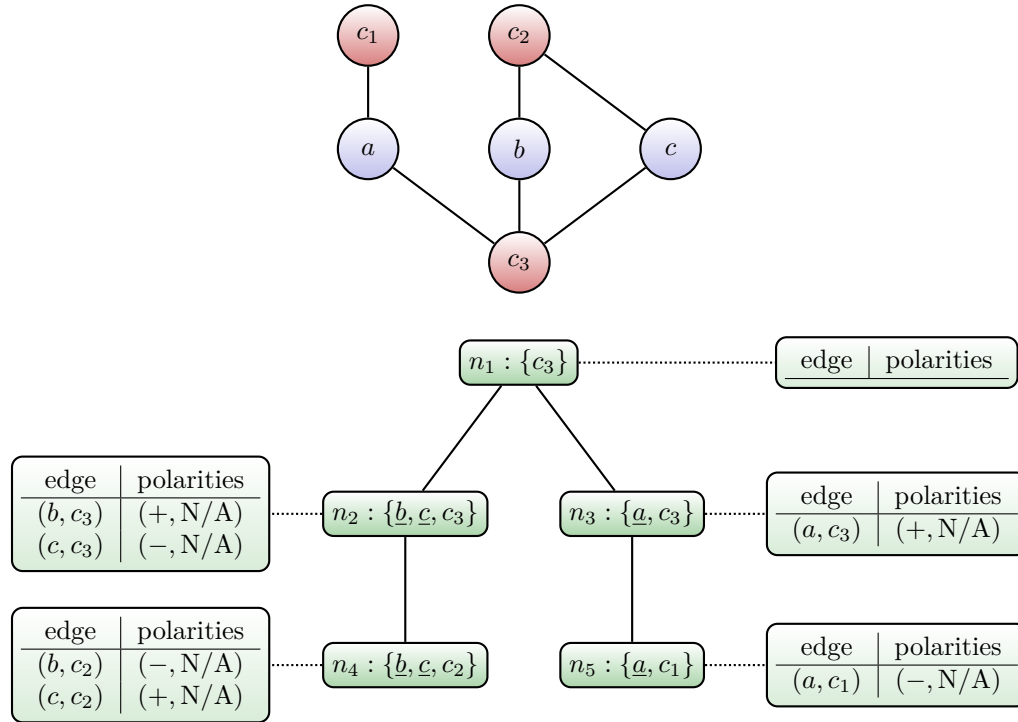 c₁ c₂
a b c
c₃
n₁ : {c₃}
edge polarities
edge polarities
(b, c₃) (+, N/A)
(c, c₃) (−, N/A)
n₂ : {b, c, c₃}
n₃ : {a, c₃}
edge polarities
(a, c₃) (+, N/A)
edge polarities
(b, c₂) (−, N/A)
(c, c₂) (+, N/A)
n₄ : {b, c, c₂}
n₅ : {a, c₁}
edge polarities
(a, c₁) (−, N/A)